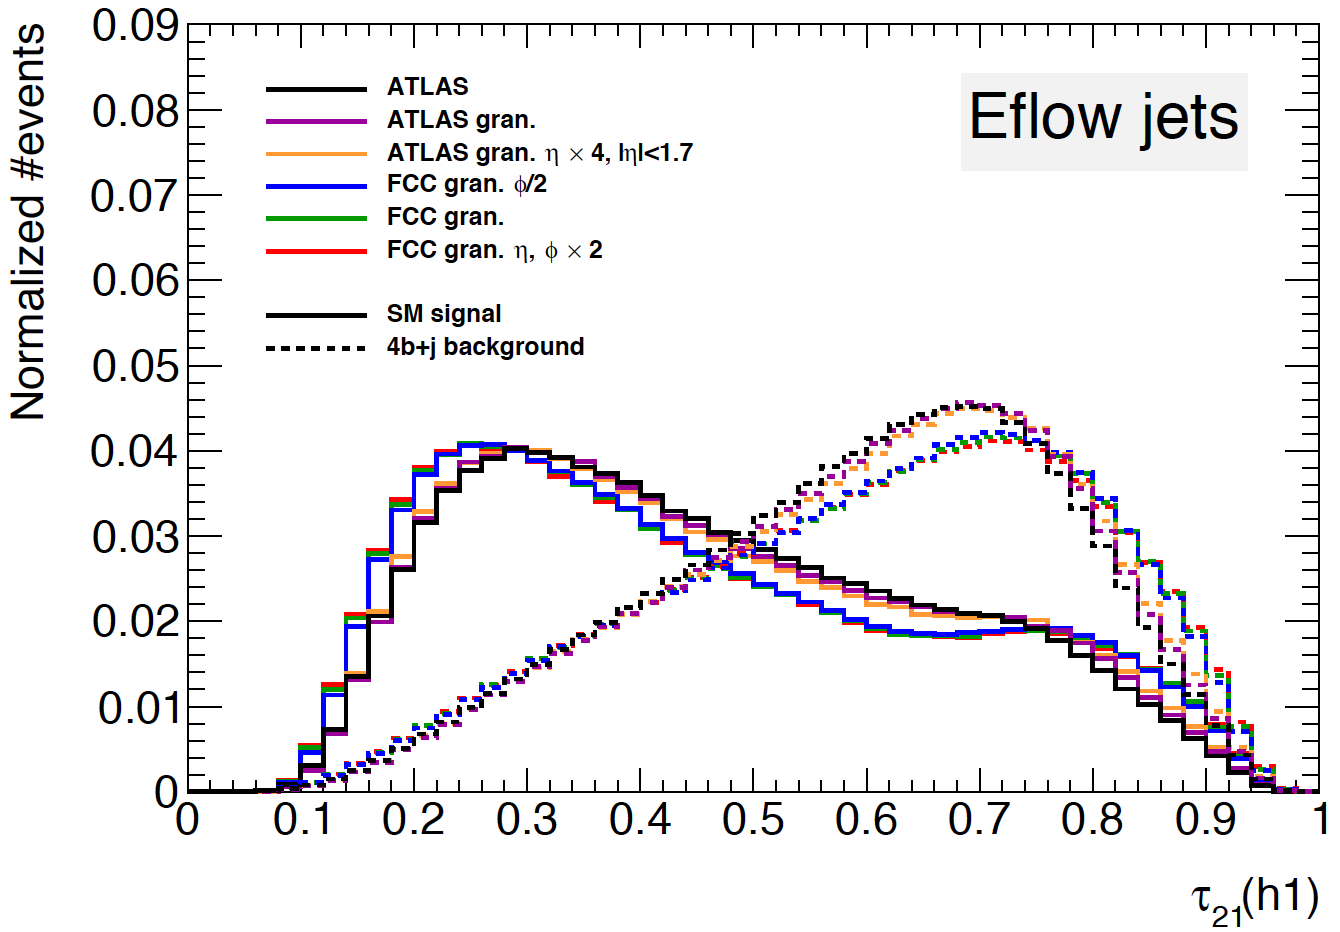 Normalized #events
0.09
0.08
0.07
0.06
0.05
0.04
0.03
0.02
0.01
0
ATLAS
ATLAS gran.
ATLAS gran. η × 4, |η|<1.7
FCC gran. ϕ/2
FCC gran.
FCC gran. η, ϕ × 2
SM signal
4b+j background
Eflow jets
0 0.1 0.2 0.3 0.4 0.5 0.6 0.7 0.8 0.9 1
τ₂₁(h1)